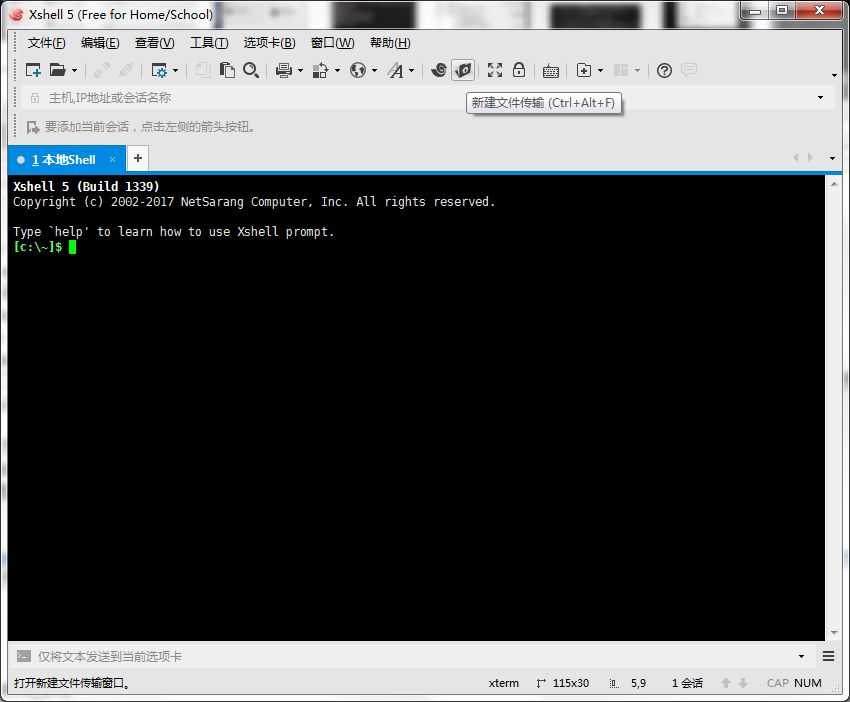 Xshell 5 (Free for Home/School)
文件(F) 编辑(E) 查看(V) 工具(T) 选项卡(B) 窗口(W) 帮助(H)
主机,IP地址或会话名称
新建文件传输 (Ctrl+Alt+F)
要添加当前会话，点击左侧的箭头按钮。
1 本地Shell × +
Xshell 5 (Build 1339)
Copyright (c) 2002-2017 NetSarang Computer, Inc. All rights reserved.
Type `help' to learn how to use Xshell prompt.
[c:\~]$
仅将文本发送到当前选项卡
打开新建文件传输窗口。 xterm 115x30 5,9 1 会话 CAP NUM